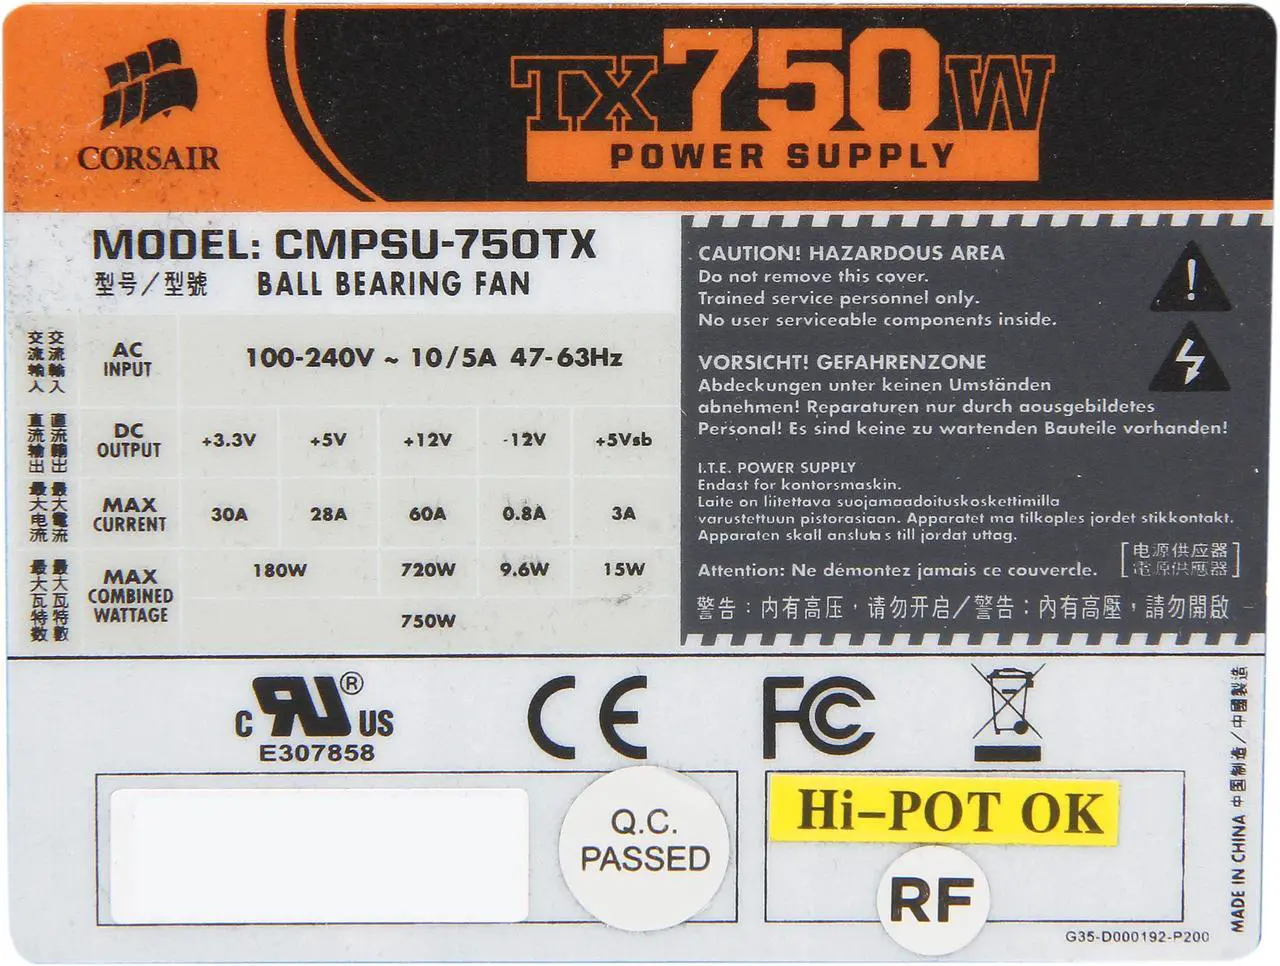 CORSAIR
TX750W
POWER SUPPLY
MODEL: CMPSU-750TX
型号/型號 BALL BEARING FAN
交流输入 交流輸入 AC INPUT 100-240V ~ 10/5A 47-63Hz
直流输出 直流輸出 DC OUTPUT +3.3V +5V +12V -12V +5Vsb
最大电流 最大電流 MAX CURRENT 30A 28A 60A 0.8A 3A
最大瓦特数 最大瓦特數 MAX COMBINED WATTAGE 180W 720W 9.6W 15W
750W
CAUTION! HAZARDOUS AREA
Do not remove this cover.
Trained service personnel only.
No user serviceable components inside.
VORSICHT! GEFAHRENZONE
Abdeckungen unter keinen Umständen
abnehmen! Reparaturen nur durch aousgebildetes
Personal! Es sind keine zu wartenden Bauteile vorhanden!
I.T.E. POWER SUPPLY
Endast for kontorsmaskin.
Laite on liitettava suojamaadoituskoskettimilla
varustettuun pistorasiaan. Apparatet ma tilkoples jordet stikkontakt.
Apparaten skall anslutas till jordat uttag.
Attention: Ne démontez jamais ce couvercle.
[电源供应器
電源供應器]
警告：内有高压，请勿开启/警告：內有高壓，請勿開啟
c RU® US
E307858
CE
FC
Q.C.
PASSED
Hi-POT OK
RF
MADE IN CHINA 中国制造/中國製造
G35-D000192-P200